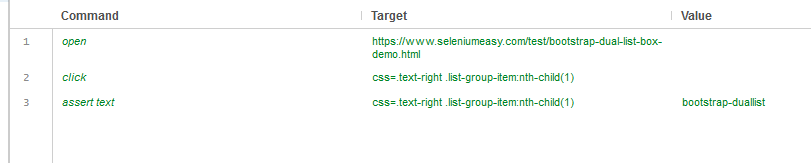 Command Target Value
1 open https://www.seleniumeasy.com/test/bootstrap-dual-list-box-
demo.html
2 click css=.text-right .list-group-item:nth-child(1)
3 assert text css=.text-right .list-group-item:nth-child(1) bootstrap-duallist